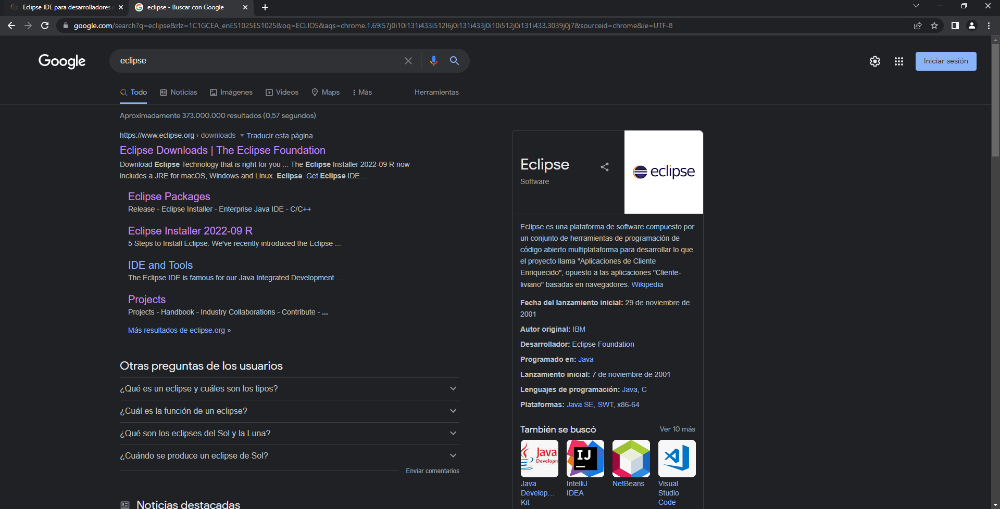 Eclipse IDE para desarrolladores
eclipse - Buscar con Google
google.com/search?q=eclipse&rlz=1C1GCEA_enES1025ES1025&oq=ECLIOS&aqs=chrome.1.69i57j0i10i131i433i512l6j0i131i433j0i10i512j0i131i433.3039j0j7&sourceid=chrome&ie=UTF-8
Google
eclipse
Iniciar sesión
Todo
Noticias
Imágenes
Videos
Maps
Más
Herramientas
Aproximadamente 373.000.000 resultados (0,57 segundos)
https://www.eclipse.org › downloads
Traducir esta página
Eclipse Downloads | The Eclipse Foundation
Download Eclipse Technology that is right for you ... The Eclipse Installer 2022-09 R now
includes a JRE for macOS, Windows and Linux. Eclipse. Get Eclipse IDE ...
Eclipse Packages
Release - Eclipse Installer - Enterprise Java IDE - C/C++
Eclipse Installer 2022-09 R
5 Steps to Install Eclipse. We've recently introduced the Eclipse ...
IDE and Tools
The Eclipse IDE is famous for our Java Integrated Development ...
Projects
Projects - Handbook - Industry Collaborations - Contribute - ...
Más resultados de eclipse.org »
Otras preguntas de los usuarios
¿Qué es un eclipse y cuáles son los tipos?
¿Cuál es la función de un eclipse?
¿Qué son los eclipses del Sol y la Luna?
¿Cuándo se produce un eclipse de Sol?
Enviar comentarios
Noticias destacadas
Eclipse
Software
eclipse
Eclipse es una plataforma de software compuesto por
un conjunto de herramientas de programación de
código abierto multiplataforma para desarrollar lo que
el proyecto llama "Aplicaciones de Cliente
Enriquecido", opuesto a las aplicaciones "Cliente-
liviano" basadas en navegadores. Wikipedia
Fecha del lanzamiento inicial: 29 de noviembre de
2001
Autor original: IBM
Desarrollador: Eclipse Foundation
Programado en: Java
Lanzamiento inicial: 7 de noviembre de 2001
Lenguajes de programación: Java, C
Plataformas: Java SE, SWT, x86-64
También se buscó
Ver 10 más
Java
Developm
IJ
Java
Develop...
Kit
IntelliJ
IDEA
NetBeans
Visual
Studio
Code